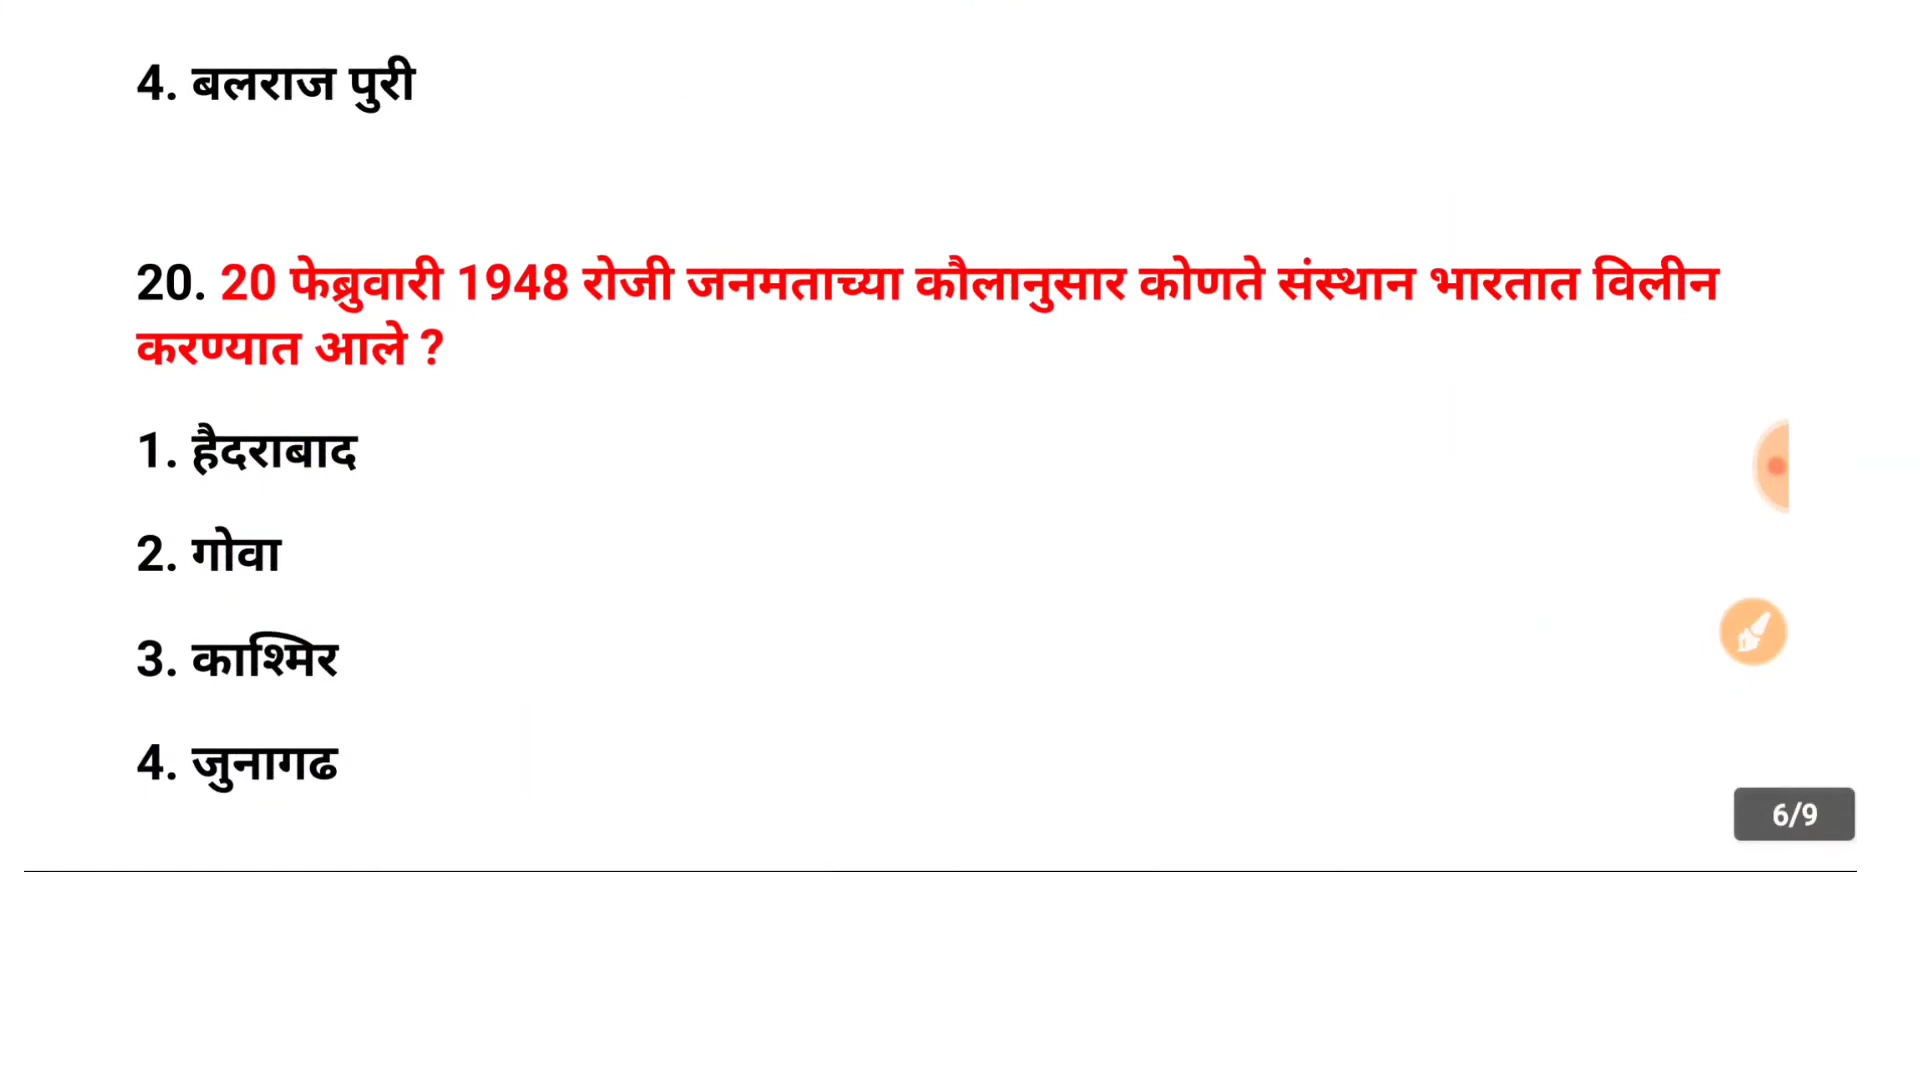 4. बलराज पुरी
20. 20 फेब्रुवारी 1948 रोजी जनमताच्या कौलानुसार कोणते संस्थान भारतात विलीन
करण्यात आले ?
1. हैदराबाद
2. गोवा
3. काश्मिर
4. जुनागढ
6/9